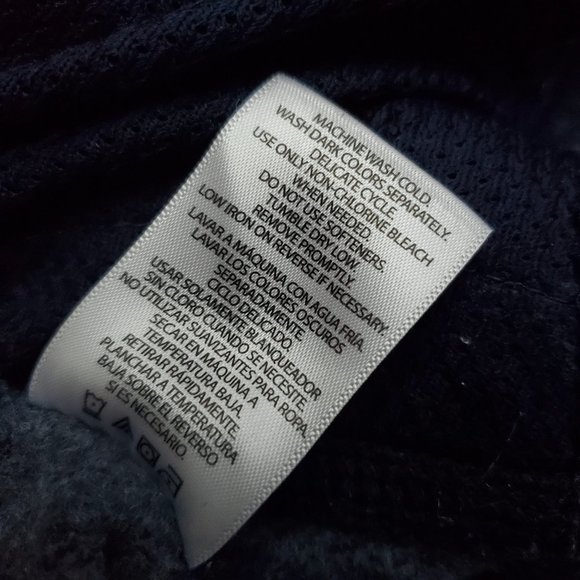 MACHINE WASH COLD.
WASH DARK COLORS SEPARATELY.
DELICATE CYCLE.
USE ONLY NON-CHLORINE BLEACH
WHEN NEEDED.
DO NOT USE SOFTENERS.
TUMBLE DRY LOW.
REMOVE PROMPTLY.
LOW IRON ON REVERSE IF NECESSARY.
LAVAR A MAQUINA CON AGUA FRIA.
LAVAR LOS COLORES OSCUROS
SEPARADAMENTE.
CICLO DELICADO.
USAR SOLAMENTE BLANQUEADOR
SIN CLORO CUANDO SE NECESITE.
NO UTILIZAR SUAVIZANTES PARA ROPA.
SECAR EN MAQUINA A
TEMPERATURA BAJA.
RETIRAR RAPIDAMENTE.
PLANCHAR A TEMPERATURA
BAJA SOBRE EL REVERSO
SI ES NECESARIO.